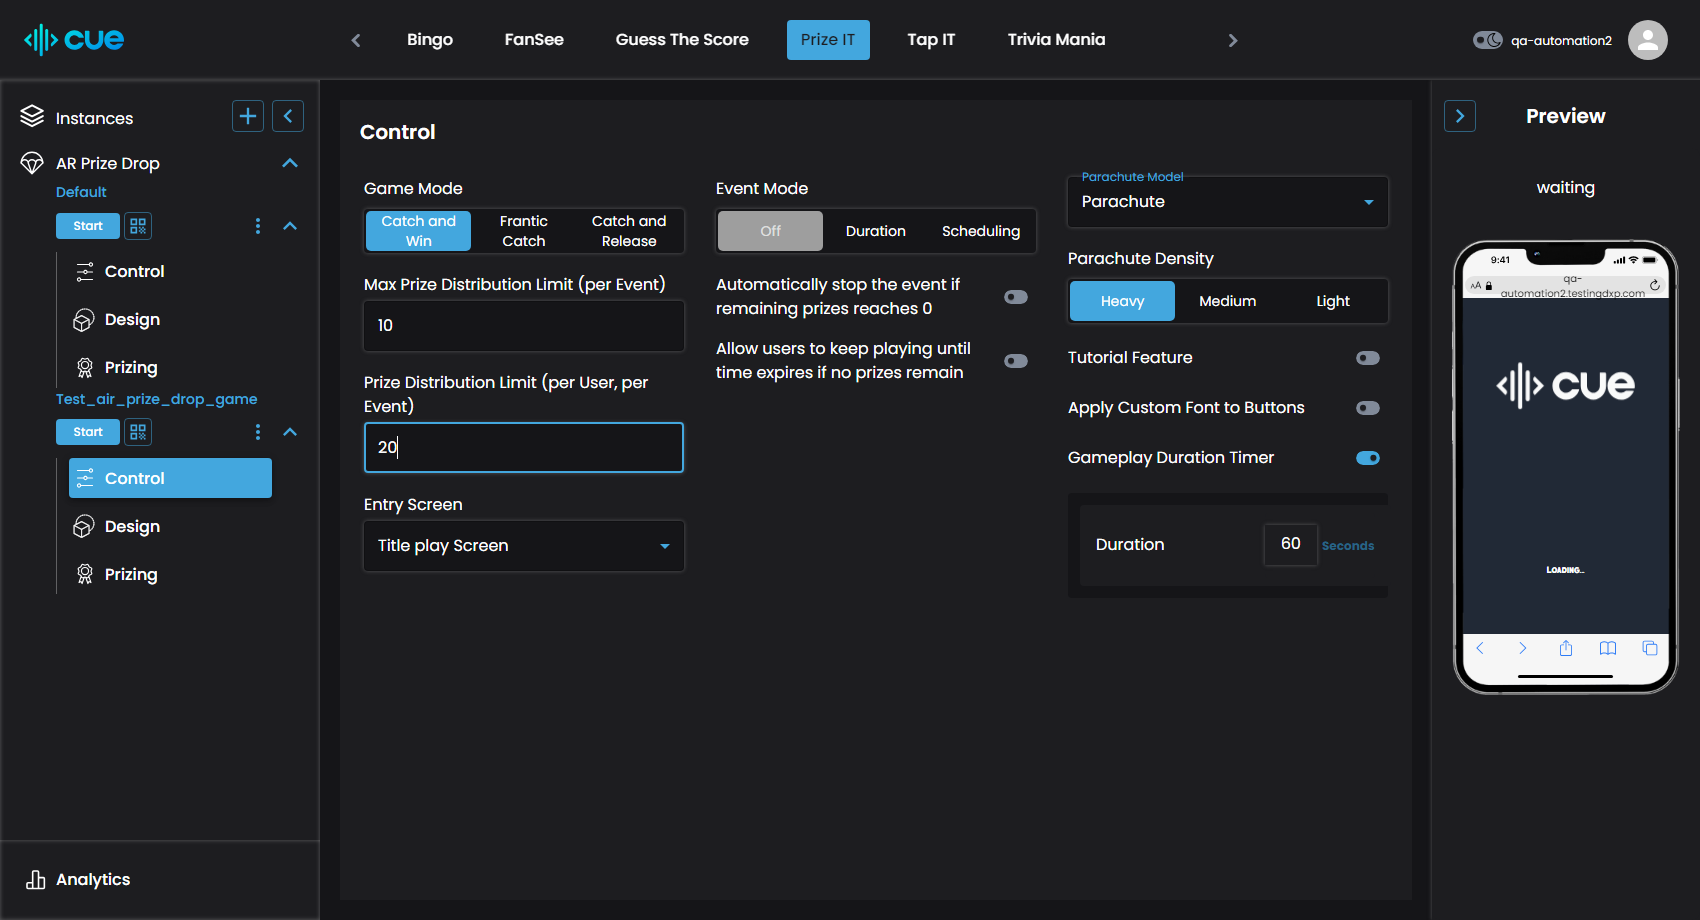 cue
Bingo
FanSee
Guess The Score
Prize IT
Tap IT
Trivia Mania
qa-automation2
Instances
AR Prize Drop
Default
Start
Control
Design
Prizing
Test_air_prize_drop_game
Start
Control
Design
Prizing
Analytics
Control
Game Mode
Catch and
Win
Frantic
Catch
Catch and
Release
Max Prize Distribution Limit (per Event)
10
Prize Distribution Limit (per User, per
Event)
20
Entry Screen
Title play Screen
Event Mode
Off
Duration
Scheduling
Automatically stop the event if
remaining prizes reaches 0
Allow users to keep playing until
time expires if no prizes remain
Parachute Model
Parachute
Parachute Density
Heavy
Medium
Light
Tutorial Feature
Apply Custom Font to Buttons
Gameplay Duration Timer
Duration
60
Seconds
Preview
waiting
9:41
AA
qa-
automation2.testingdxp.com
cue
LOADING...